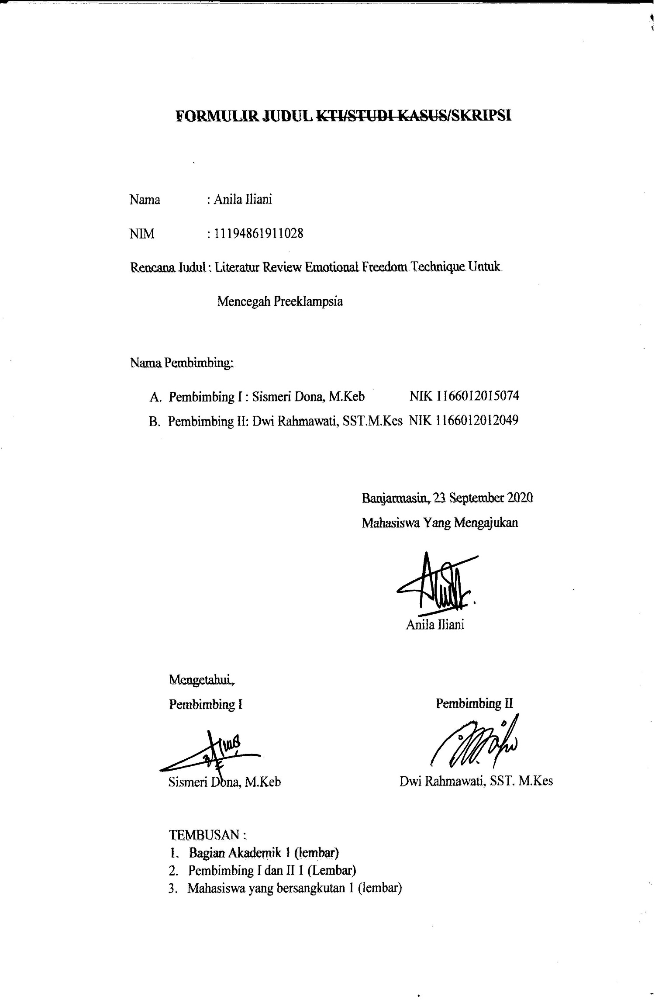 FORMULIR JUDUL KTI/STUDI KASUS/SKRIPSI
Nama : Anila Iliani
NIM : 11194861911028
Rencana Judul : Literatur Review Emotional Freedom Technique Untuk
Mencegah Preeklampsia
Nama Pembimbing:
A. Pembimbing I : Sismeri Dona, M.Keb NIK 1166012015074
B. Pembimbing II: Dwi Rahmawati, SST.M.Kes NIK 1166012012049
Banjarmasin, 23 September 2020
Mahasiswa Yang Mengajukan
Anila Iliani
Mengetahui,
Pembimbing I Pembimbing II
Sismeri Dona, M.Keb Dwi Rahmawati, SST. M.Kes
TEMBUSAN :
1. Bagian Akademik 1 (lembar)
2. Pembimbing I dan II 1 (Lembar)
3. Mahasiswa yang bersangkutan 1 (lembar)